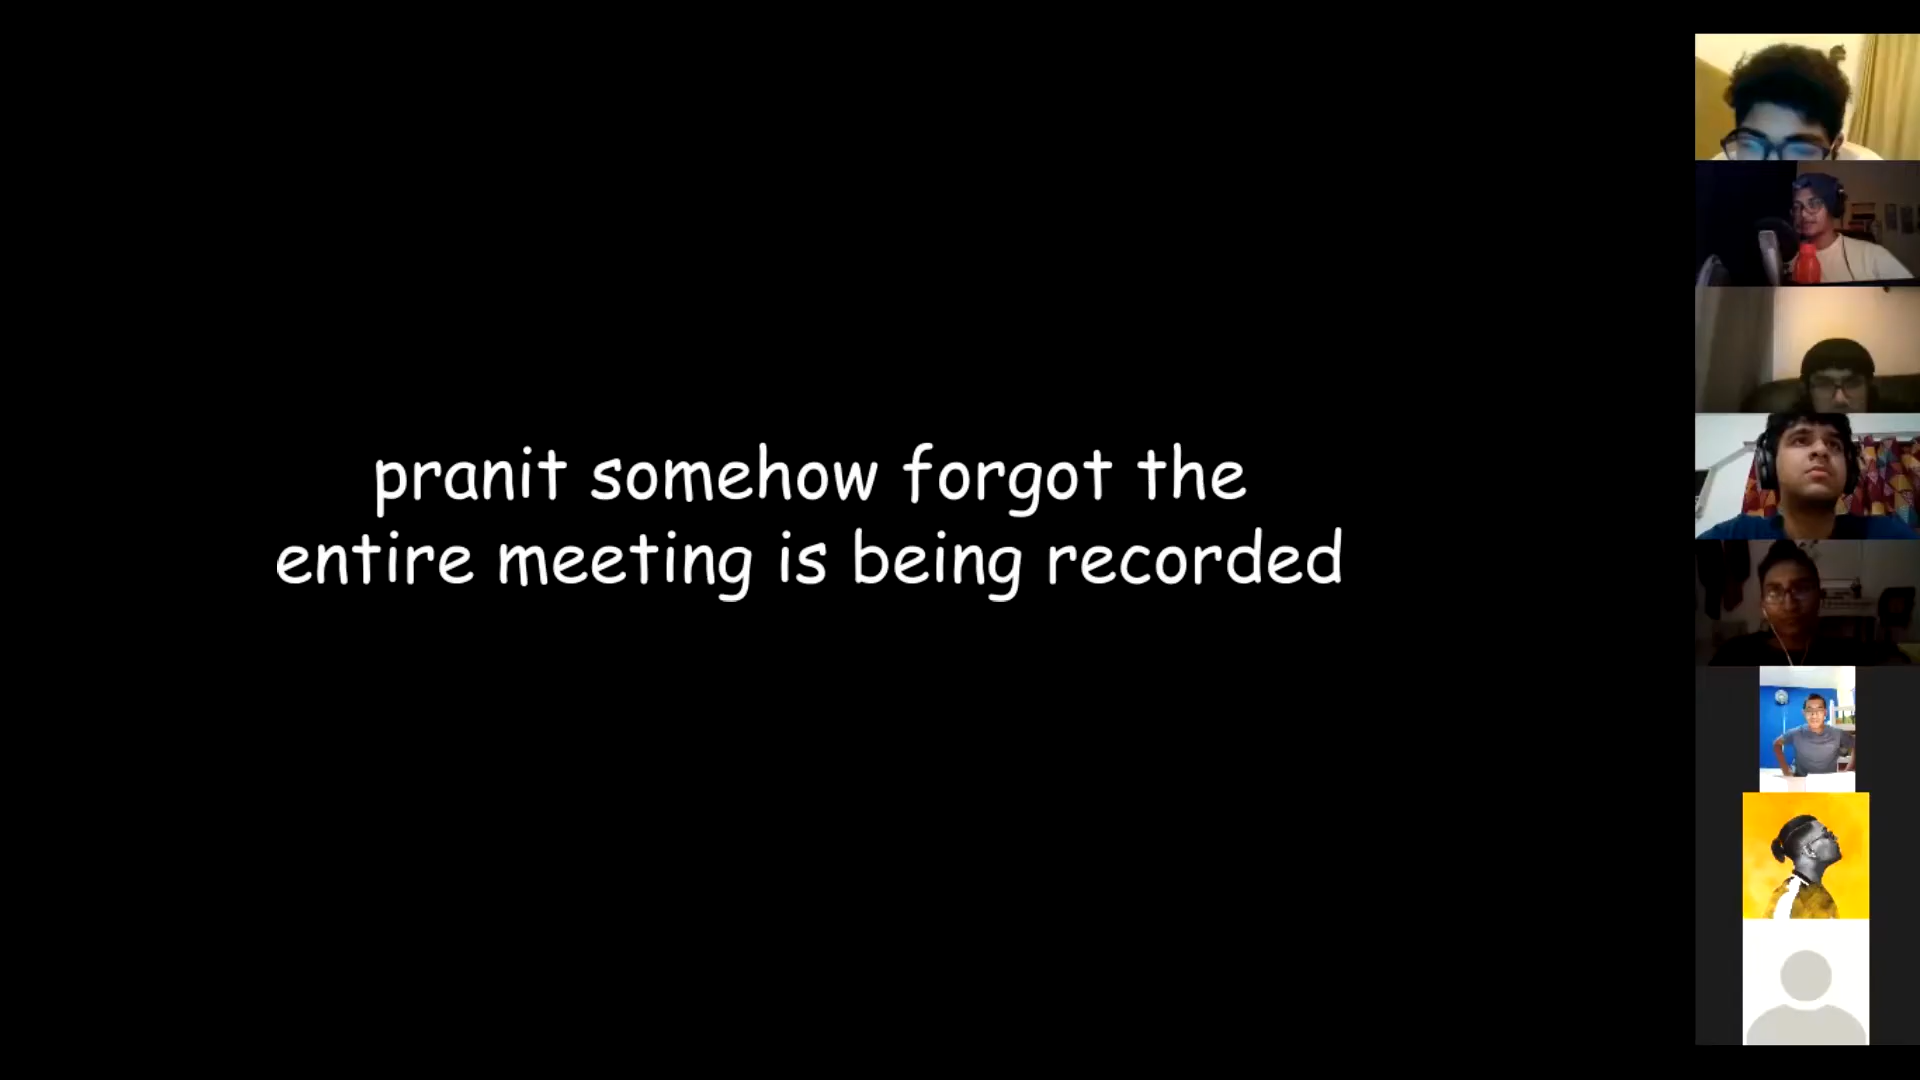 pranit somehow forgot the
entire meeting is being recorded